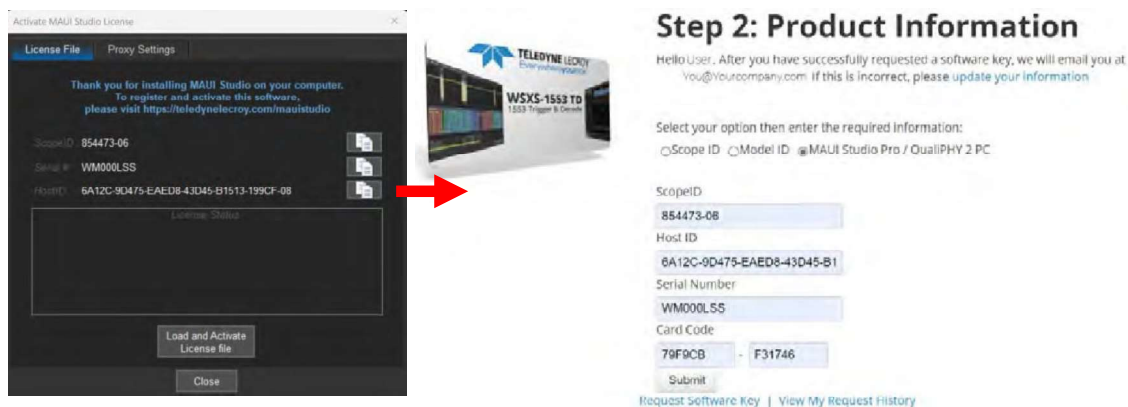 Activate MAUI Studio License
License File Proxy Settings
Thank you for installing MAUI Studio on your computer.
To register and activate this software,
please visit https://teledynelecroy.com/mauistudio
ScopeID 854473-06
Serial # WM000LSS
HostID 6A12C-9D475-EAED8-43D45-B1513-199CF-08
License Status
Load and Activate
License file
Close
TELEDYNE LECROY
Everywhereyoulook
WSXS-1553 TD
1553 Trigger & Decode
Step 2: Product Information
Hello User. After you have successfully requested a software key, we will email you at
You@Yourcompany.com if this is incorrect, please update your information
Select your option then enter the required information:
Scope ID Model ID MAUI Studio Pro / QualiPHY 2 PC
ScopeID
854473-06
Host ID
6A12C-9D475-EAED8-43D45-B1
Serial Number
WM000LSS
Card Code
79F9CB - F31746
Submit
Request Software Key | View My Request History